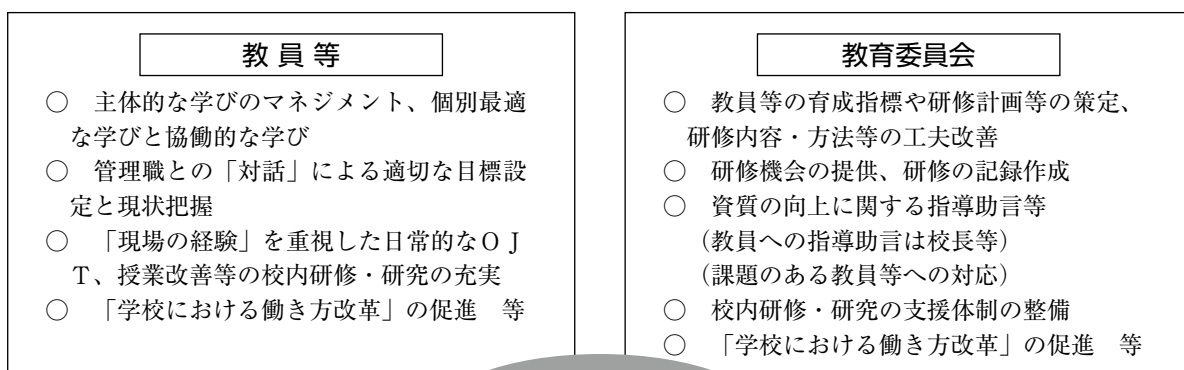 教員等
○　主体的な学びのマネジメント、個別最適
な学びと協働的な学び
○　管理職との「対話」による適切な目標設
定と現状把握
○　「現場の経験」を重視した日常的なＯＪ
Ｔ、授業改善等の校内研修・研究の充実
○　「学校における働き方改革」の促進　等
教育委員会
○　教員等の育成指標や研修計画等の策定、
研修内容・方法等の工夫改善
○　研修機会の提供、研修の記録作成
○　資質の向上に関する指導助言等
（教員への指導助言は校長等）
（課題のある教員等への対応）
○　校内研修・研究の支援体制の整備
○　「学校における働き方改革」の促進　等